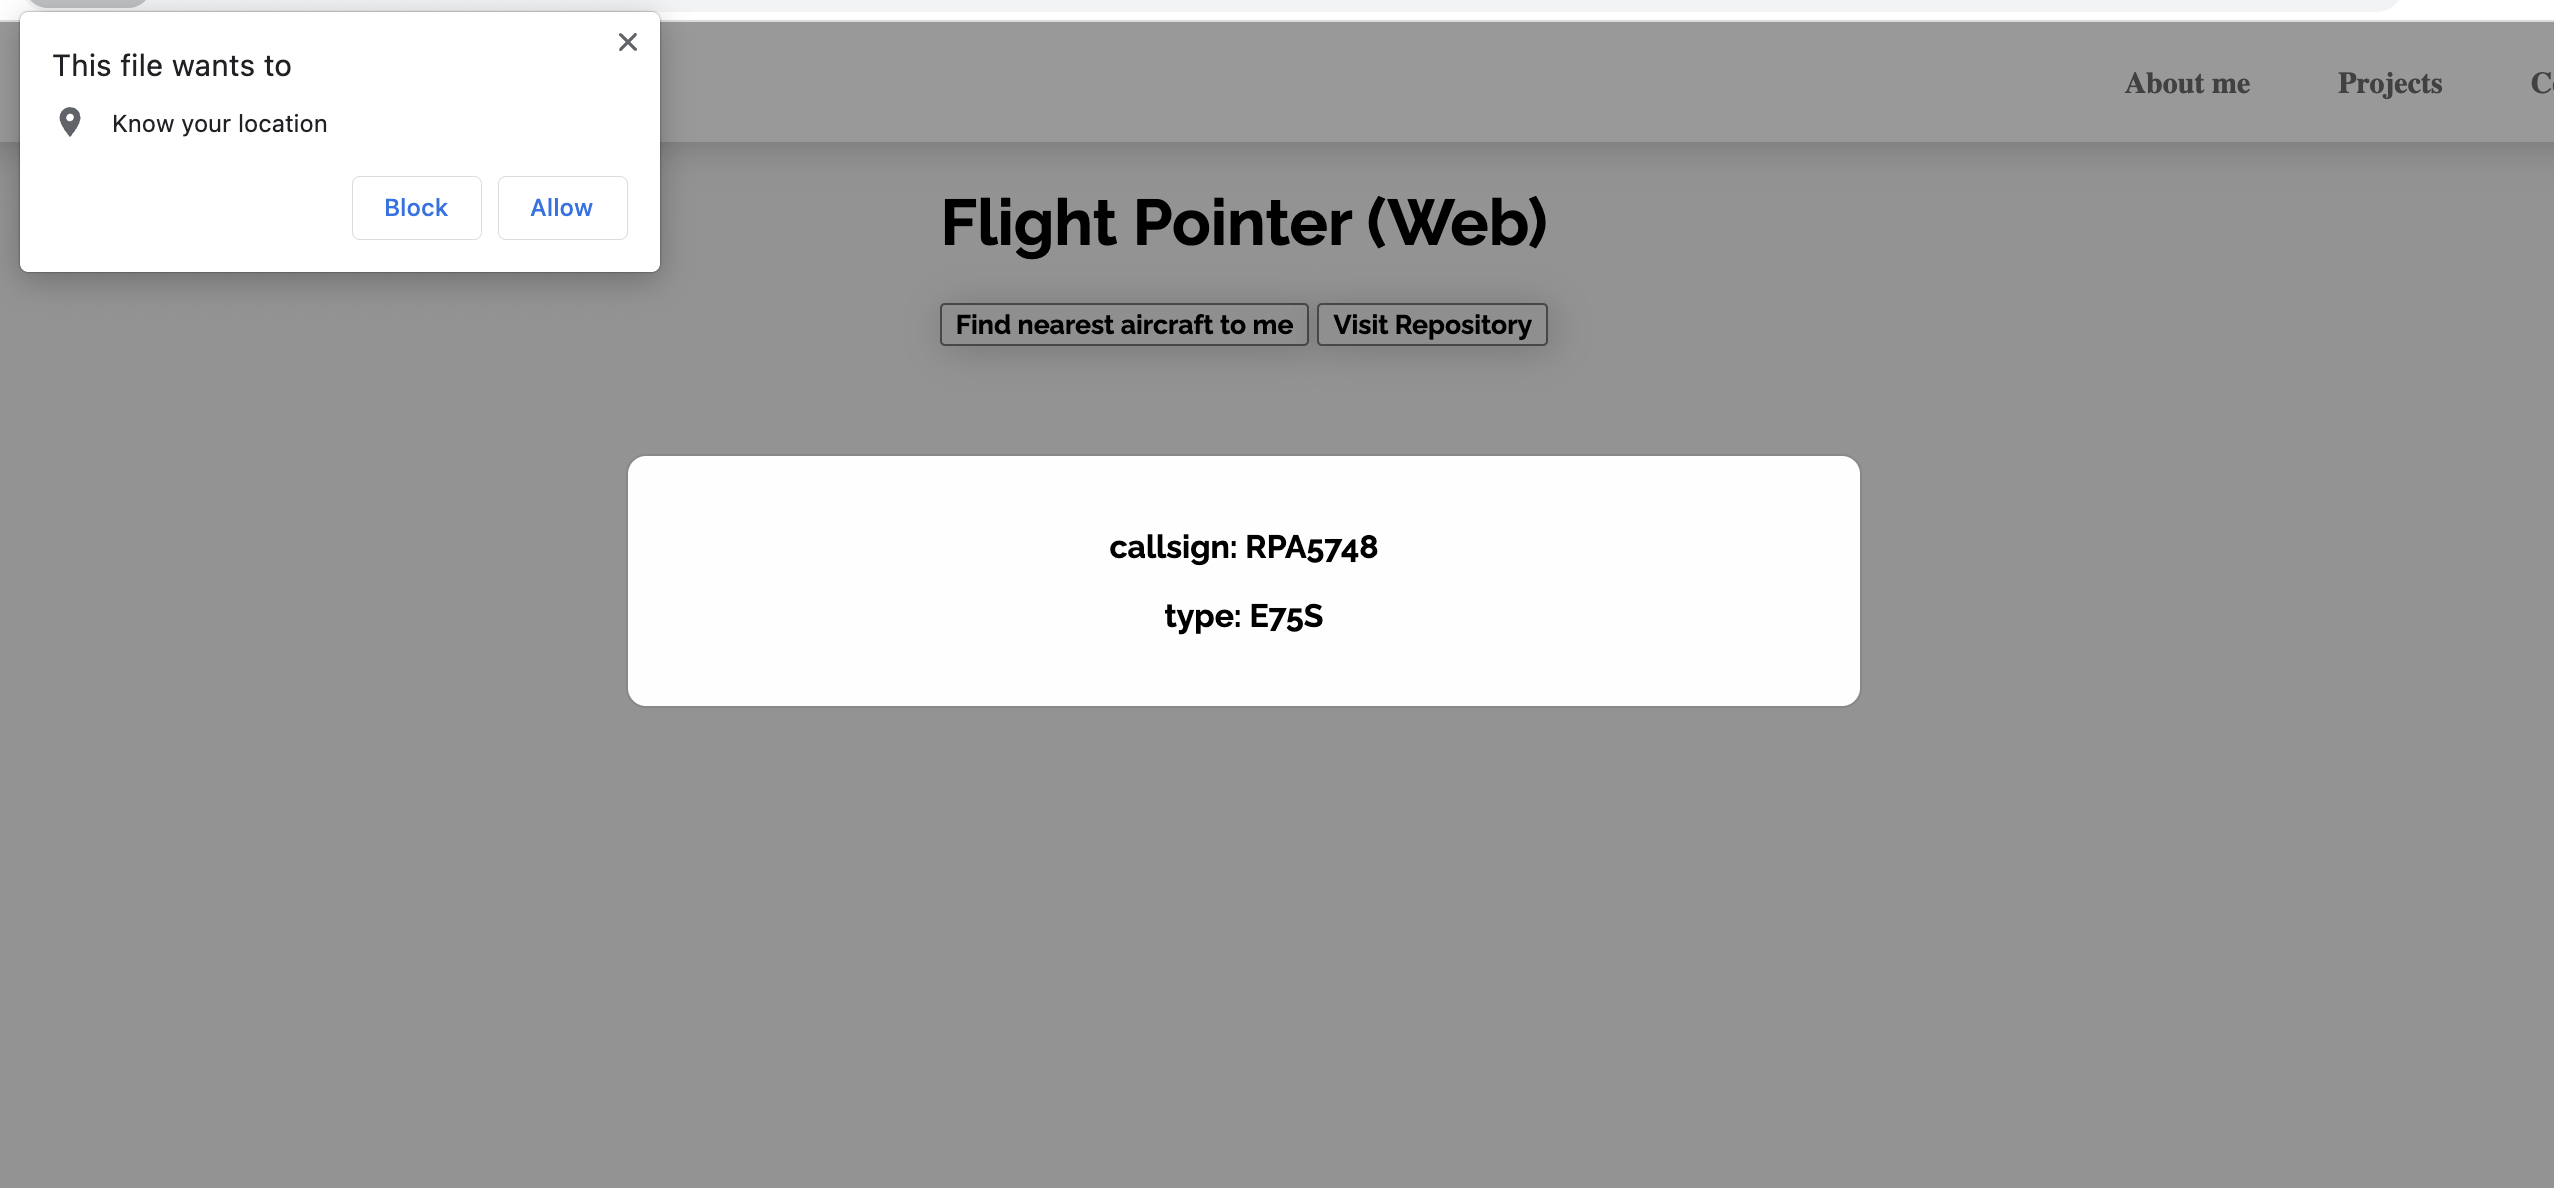 This file wants to
Know your location
Block Allow
About me Projects
Flight Pointer (Web)
Find nearest aircraft to me Visit Repository
callsign: RPA5748
type: E75S